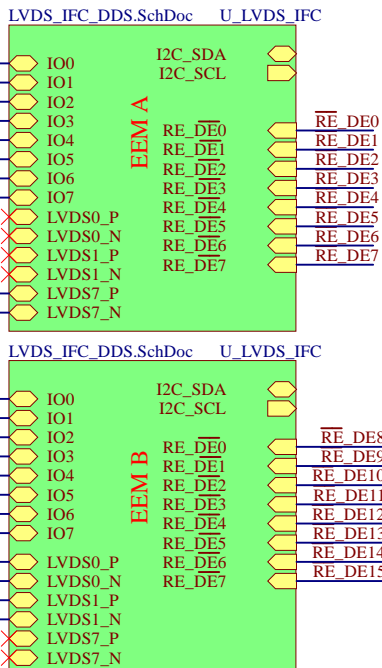 LVDS_IFC_DDS.SchDoc U_LVDS_IFC
I2C_SDA
I2C_SCL
IO0
IO1
IO2
IO3
IO4
IO5
IO6
IO7
LVDS0_P
LVDS0_N
LVDS1_P
LVDS1_N
LVDS7_P
LVDS7_N
EEM A
RE_DE0
RE_DE1
RE_DE2
RE_DE3
RE_DE4
RE_DE5
RE_DE6
RE_DE7
RE_DE0
RE_DE1
RE_DE2
RE_DE3
RE_DE4
RE_DE5
RE_DE6
RE_DE7
LVDS_IFC_DDS.SchDoc U_LVDS_IFC
I2C_SDA
I2C_SCL
IO0
IO1
IO2
IO3
IO4
IO5
IO6
IO7
LVDS0_P
LVDS0_N
LVDS1_P
LVDS1_N
LVDS7_P
LVDS7_N
EEM B
RE_DE0
RE_DE1
RE_DE2
RE_DE3
RE_DE4
RE_DE5
RE_DE6
RE_DE7
RE_DE8
RE_DE9
RE_DE10
RE_DE11
RE_DE12
RE_DE13
RE_DE14
RE_DE15